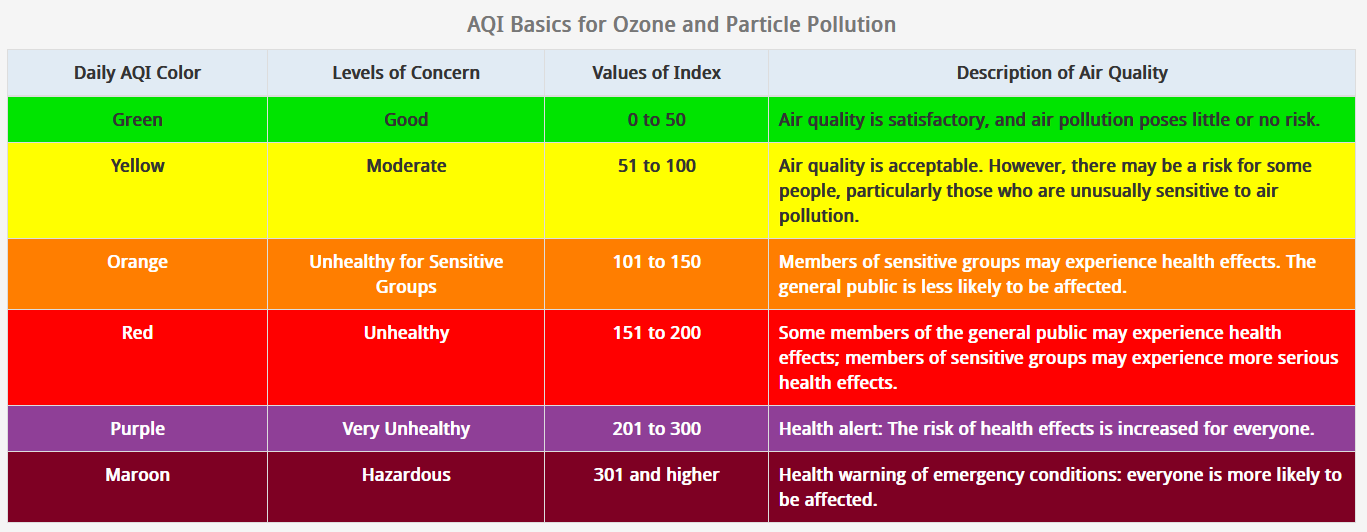 AQI Basics for Ozone and Particle Pollution
Daily AQI Color Levels of Concern Values of Index Description of Air Quality
Green Good 0 to 50 Air quality is satisfactory, and air pollution poses little or no risk.
Yellow Moderate 51 to 100 Air quality is acceptable. However, there may be a risk for some
people, particularly those who are unusually sensitive to air
pollution.
Orange Unhealthy for Sensitive
Groups 101 to 150 Members of sensitive groups may experience health effects. The
general public is less likely to be affected.
Red Unhealthy 151 to 200 Some members of the general public may experience health
effects; members of sensitive groups may experience more serious
health effects.
Purple Very Unhealthy 201 to 300 Health alert: The risk of health effects is increased for everyone.
Maroon Hazardous 301 and higher Health warning of emergency conditions: everyone is more likely to
be affected.